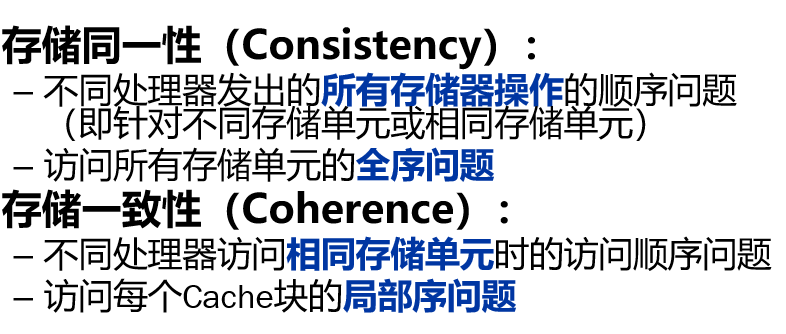 存储同一性（Consistency）:
– 不同处理器发出的所有存储器操作的顺序问题
（即针对不同存储单元或相同存储单元）
– 访问所有存储单元的全序问题
存储一致性（Coherence）:
– 不同处理器访问相同存储单元时的访问顺序问题
– 访问每个Cache块的局部序问题